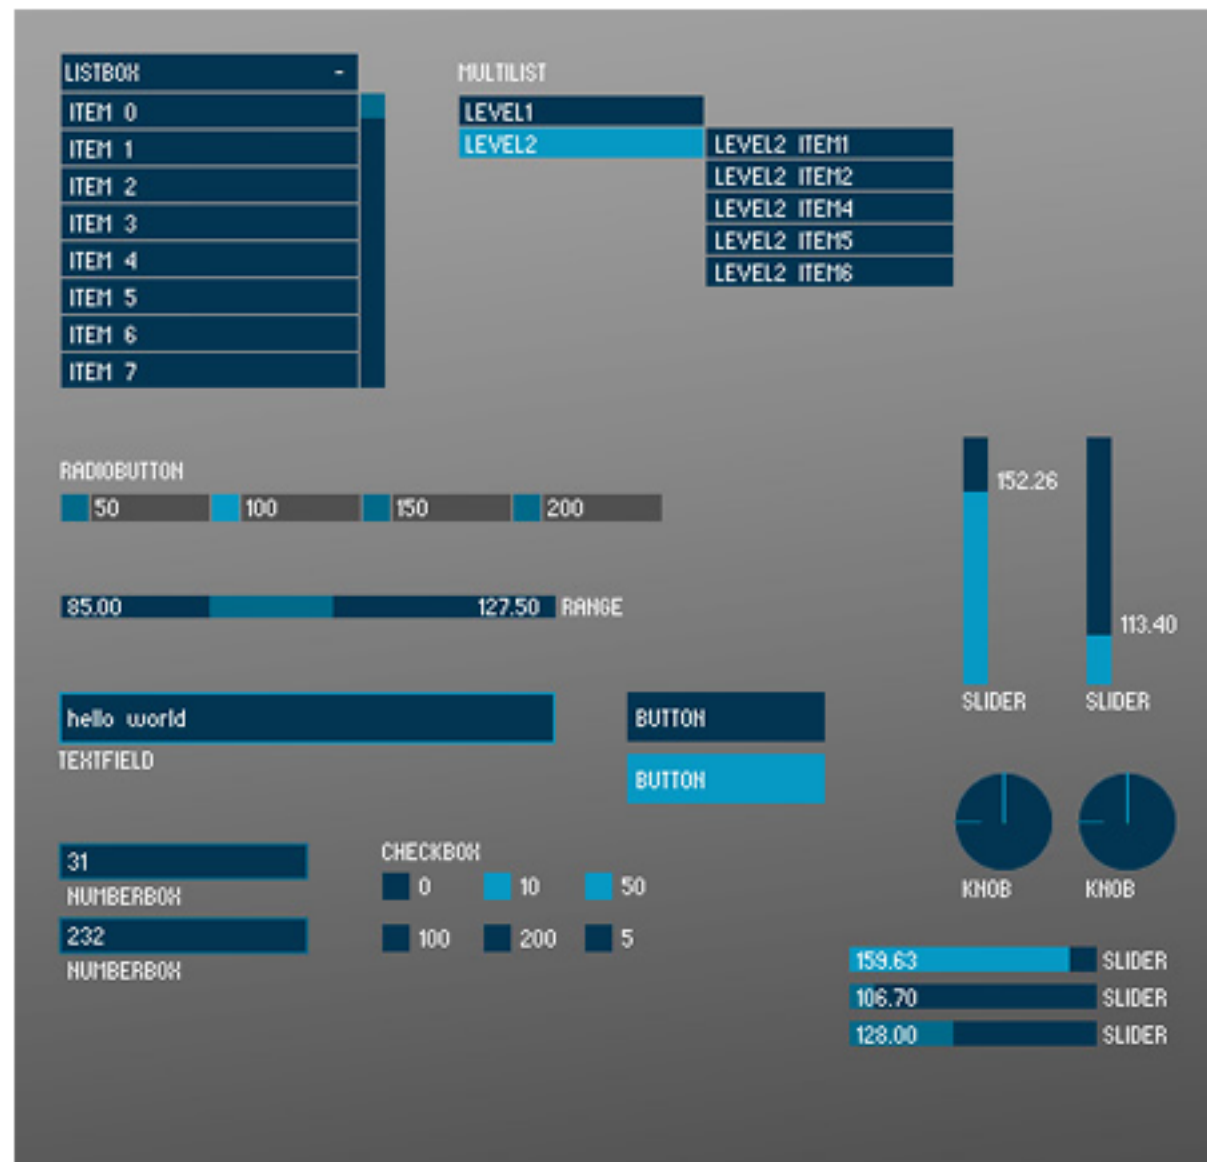 LISTBOX -
ITEM 0
ITEM 1
ITEM 2
ITEM 3
ITEM 4
ITEM 5
ITEM 6
ITEM 7
MULTILIST
LEVEL1
LEVEL2
LEVEL2 ITEM1
LEVEL2 ITEM2
LEVEL2 ITEM4
LEVEL2 ITEM5
LEVEL2 ITEM6
RADIOBUTTON
50 100 150 200
85.00 127.50 RANGE
hello world
TEXTFIELD
BUTTON
BUTTON
152.26
SLIDER
113.40
SLIDER
KNOB
KNOB
31
NUMBERBOX
232
NUMBERBOX
CHECKBOX
0 10 50
100 200 5
159.63 SLIDER
106.70 SLIDER
128.00 SLIDER